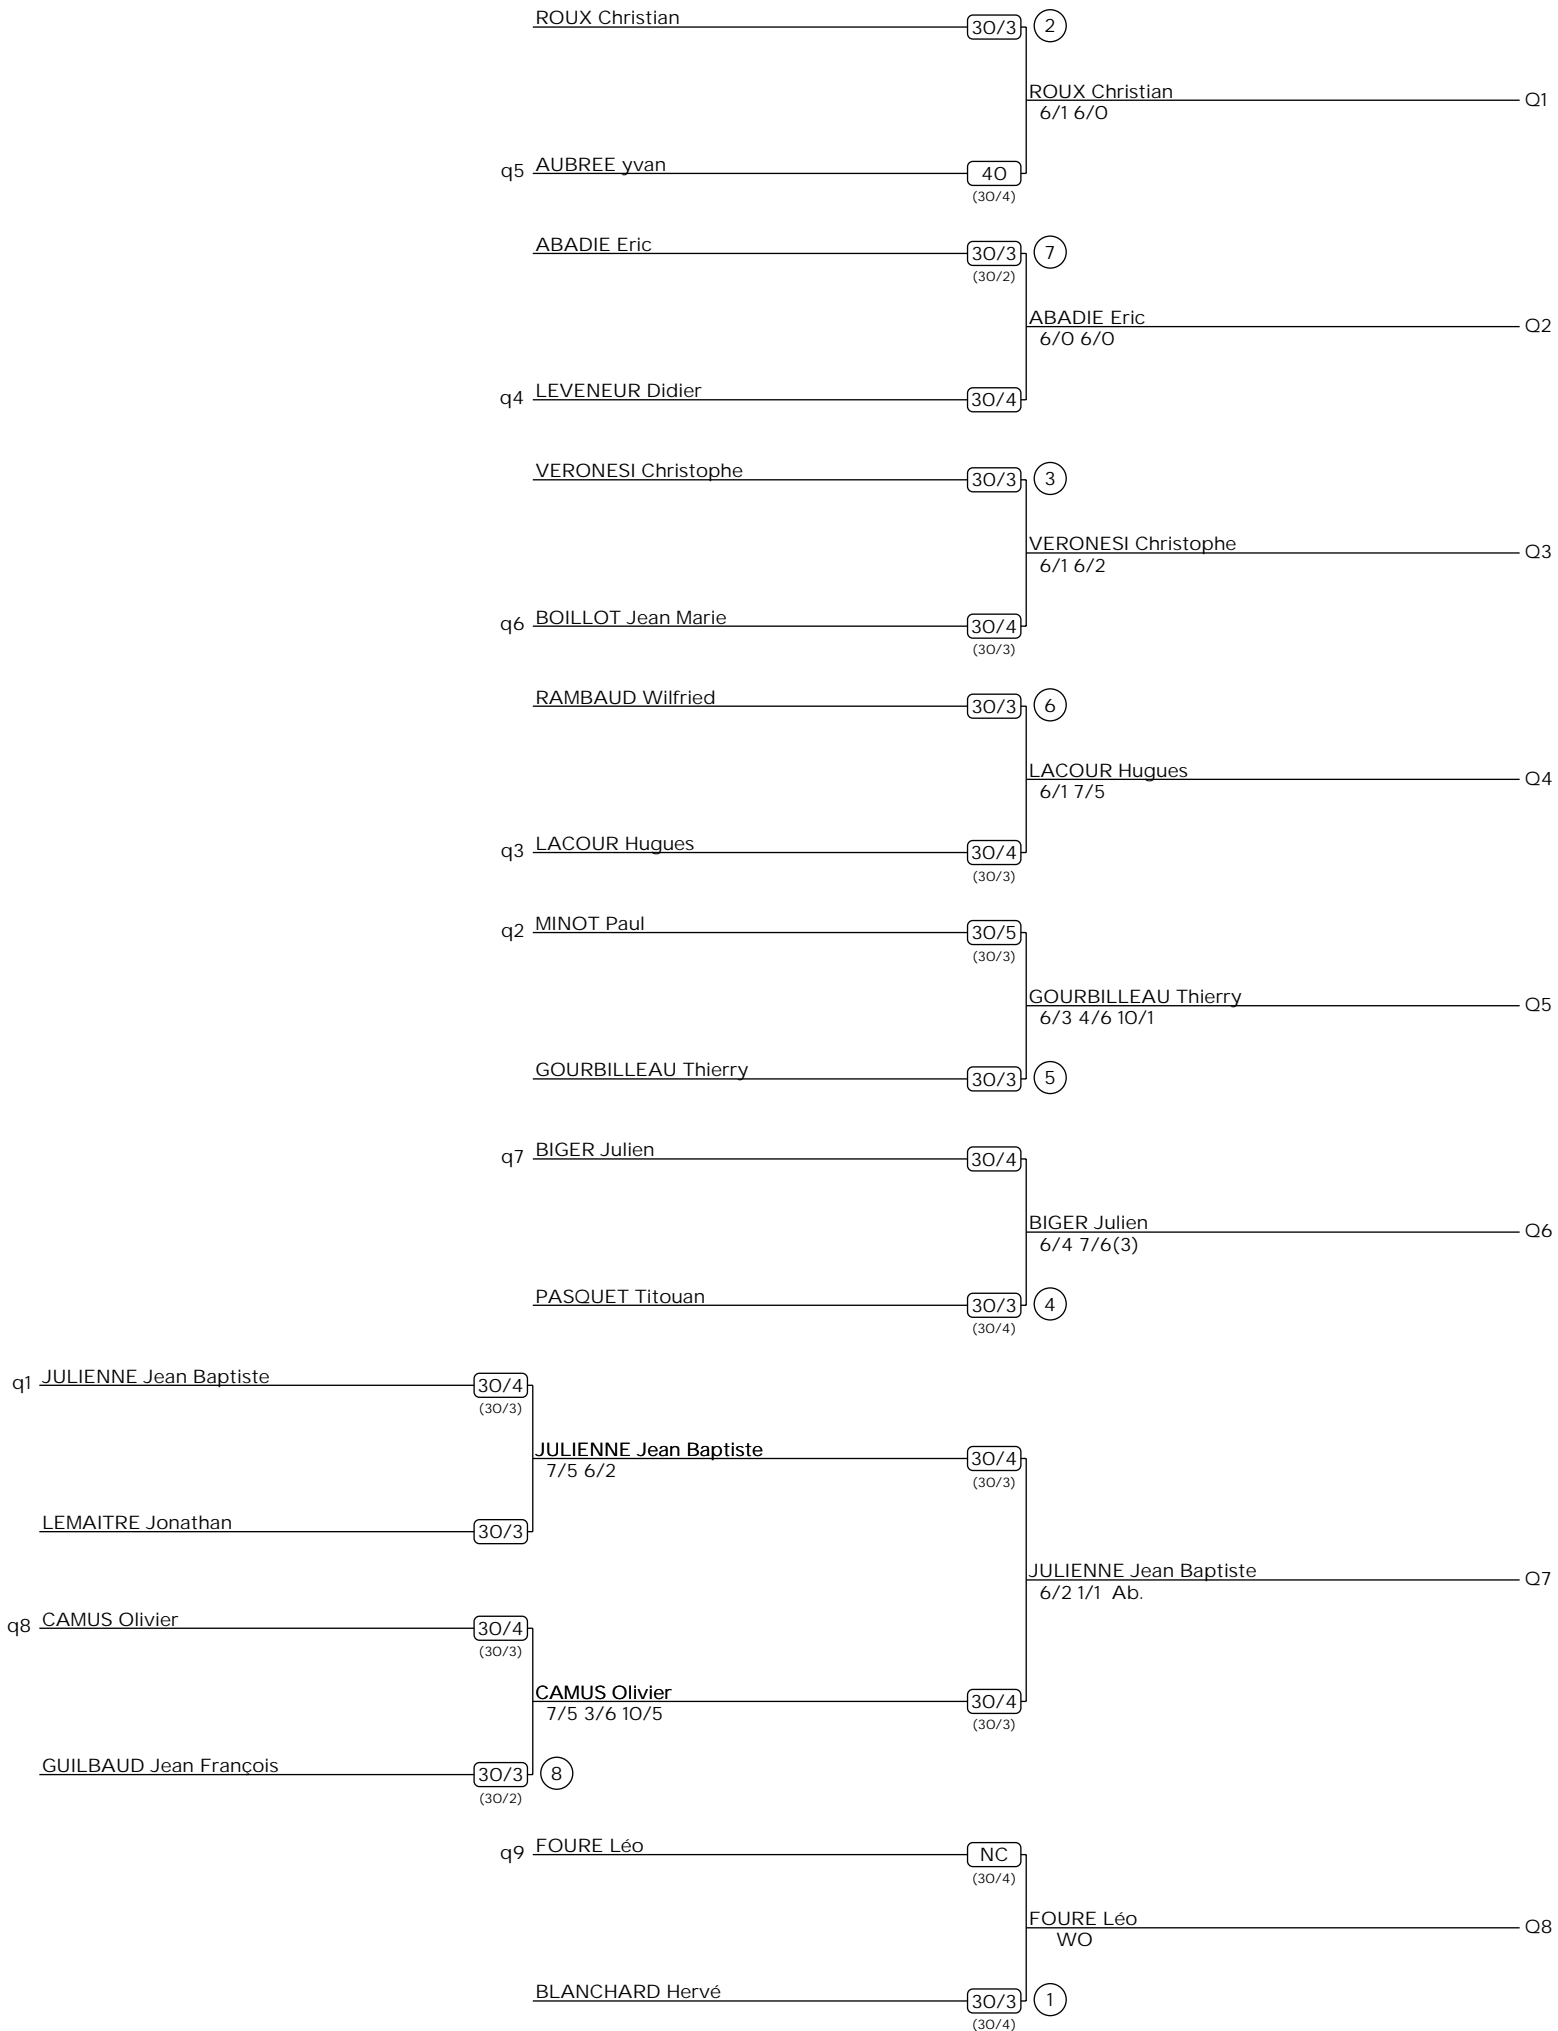 ROUX Christian 30/3 2
ROUX Christian Q1
6/1 6/0
q5 AUBREE yvan 40
(30/4)
ABADIE Eric 30/3 7
(30/2)
ABADIE Eric Q2
6/0 6/0
q4 LEVENEUR Didier 30/4
VERONESI Christophe 30/3 3
VERONESI Christophe Q3
6/1 6/2
q6 BOILLOT Jean Marie 30/4
(30/3)
RAMBAUD Wilfried 30/3 6
LACOUR Hugues Q4
6/1 7/5
q3 LACOUR Hugues 30/4
(30/3)
q2 MINOT Paul 30/5
(30/3)
GOURBILLEAU Thierry Q5
6/3 4/6 10/1
GOURBILLEAU Thierry 30/3 5
q7 BIGER Julien 30/4
BIGER Julien Q6
6/4 7/6(3)
PASQUET Titouan 30/3 4
(30/4)
q1 JULIENNE Jean Baptiste 30/4
(30/3)
JULIENNE Jean Baptiste 30/4
7/5 6/2 (30/3)
LEMAITRE Jonathan 30/3
JULIENNE Jean Baptiste Q7
6/2 1/1 Ab.
q8 CAMUS Olivier 30/4
(30/3)
CAMUS Olivier 30/4
7/5 3/6 10/5 (30/3)
GUILBAUD Jean François 30/3 8
(30/2)
q9 FOURE Léo NC
(30/4)
FOURE Léo Q8
WO
BLANCHARD Hervé 30/3 1
(30/4)